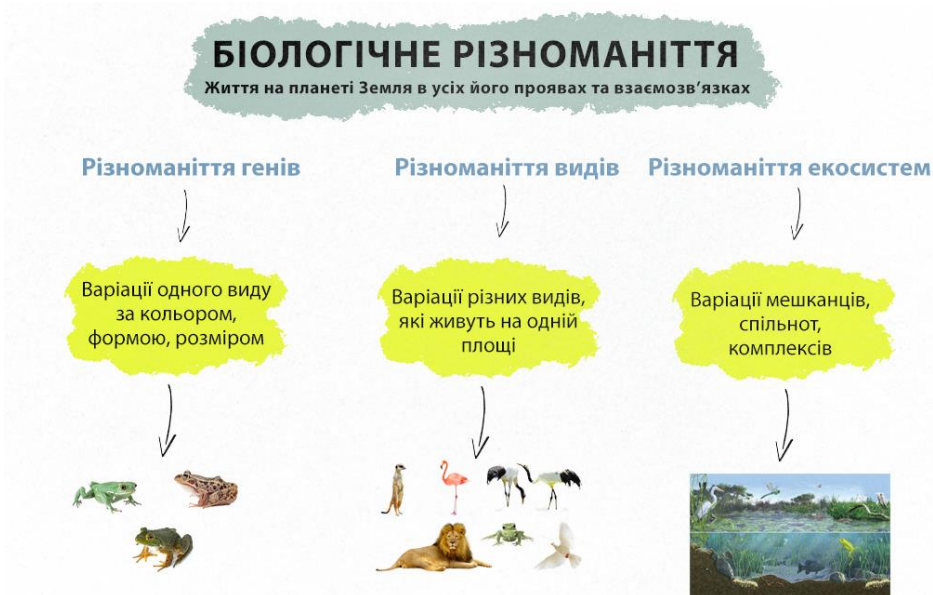 БІОЛОГІЧНЕ РІЗНОМАНІТТЯ
Життя на планеті Земля в усіх його проявах та взаємозв’язках
Різноманіття генів
Варіації одного виду
за кольором,
формою, розміром
Різноманіття видів
Варіації різних видів,
які живуть на одній
площі
Різноманіття екосистем
Варіації мешканців,
спільнот,
комплексів